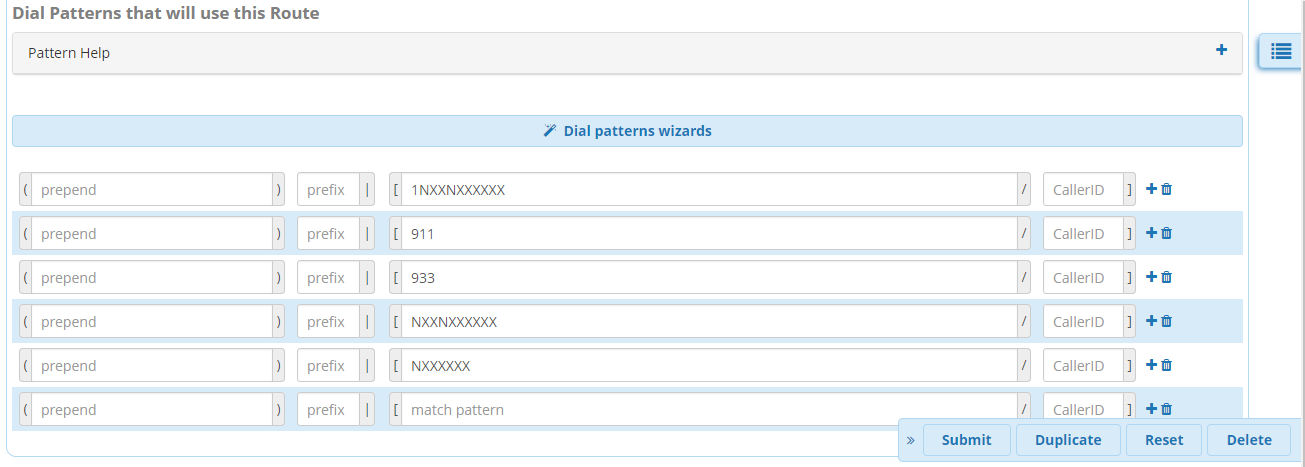 Dial Patterns that will use this Route
Pattern Help +
Dial patterns wizards
( prepend ) prefix | [ 1NXXNXXXXXX / CallerID ] +
( prepend ) prefix | [ 911 / CallerID ] +
( prepend ) prefix | [ 933 / CallerID ] +
( prepend ) prefix | [ NXXNXXXXXX / CallerID ] +
( prepend ) prefix | [ NXXXXXX / CallerID ] +
( prepend ) prefix | [ match pattern / CallerID ] +
» Submit Duplicate Reset Delete